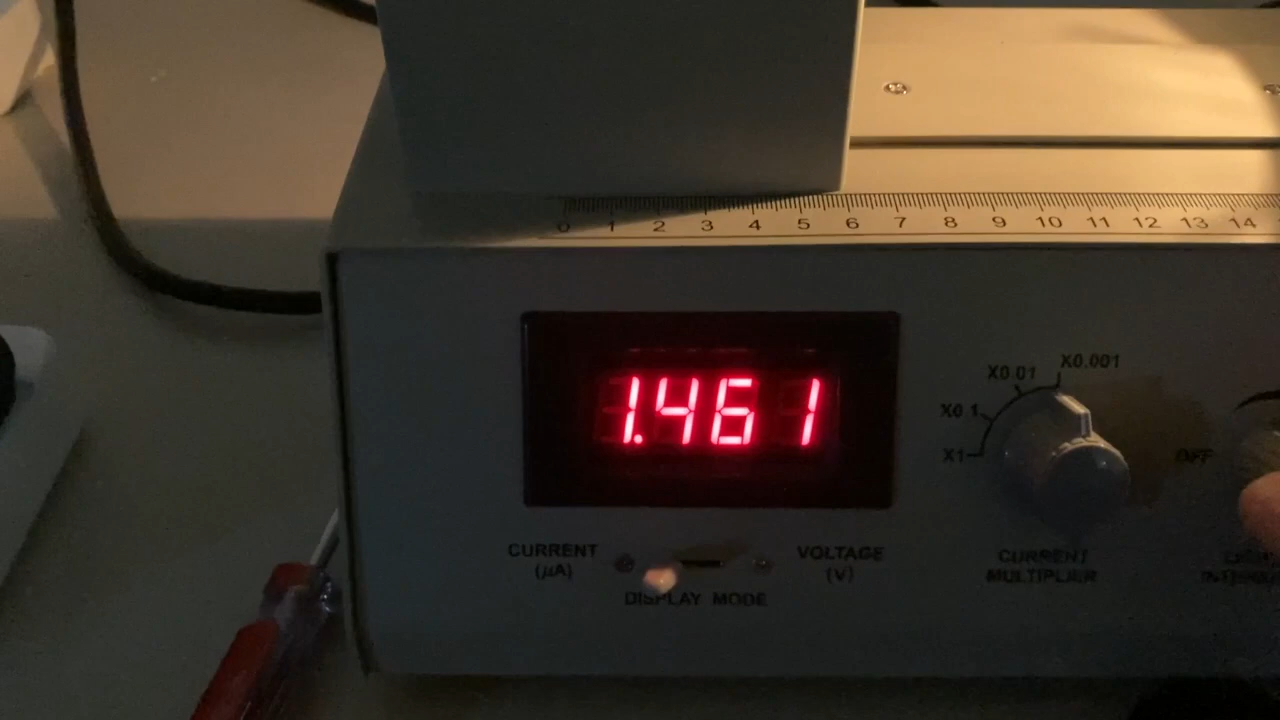 0 1 2 3 4 5 6 7 8 9 10 11 12 13 14
1.461
X0.001
X0.01
X0.1
X1
OFF
CURRENT
(µA)
VOLTAGE
(V)
DISPLAY MODE
CURRENT
MULTIPLIER